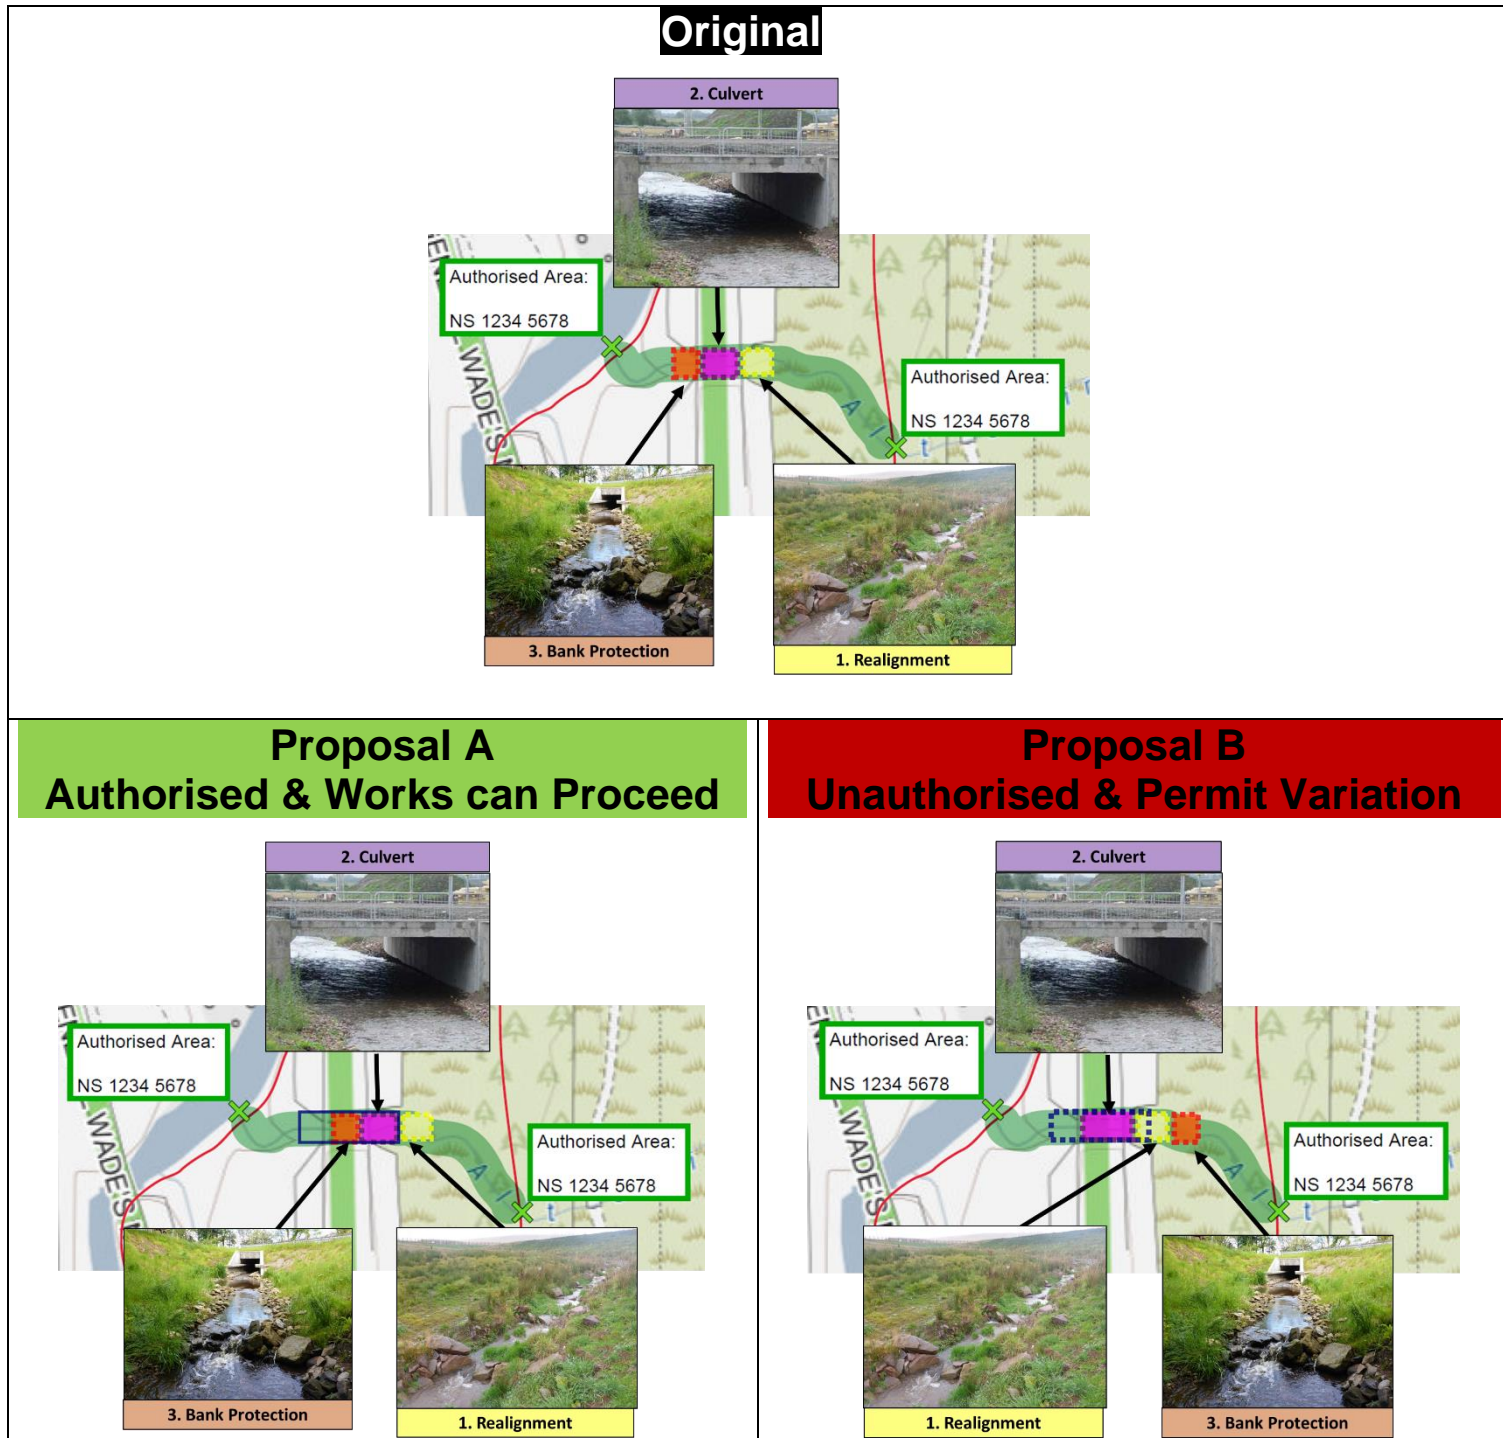 Original
2. Culvert
Authorised Area:
NS 1234 5678
WADE'S
Authorised Area:
NS 1234 5678
A l t
3. Bank Protection
1. Realignment
Proposal A
Authorised & Works can Proceed
2. Culvert
Authorised Area:
NS 1234 5678
WADE'S
Authorised Area:
NS 1234 5678
A l t
3. Bank Protection
1. Realignment
Proposal B
Unauthorised & Permit Variation
2. Culvert
Authorised Area:
NS 1234 5678
WADE'S
Authorised Area:
NS 1234 5678
A l t
1. Realignment
3. Bank Protection